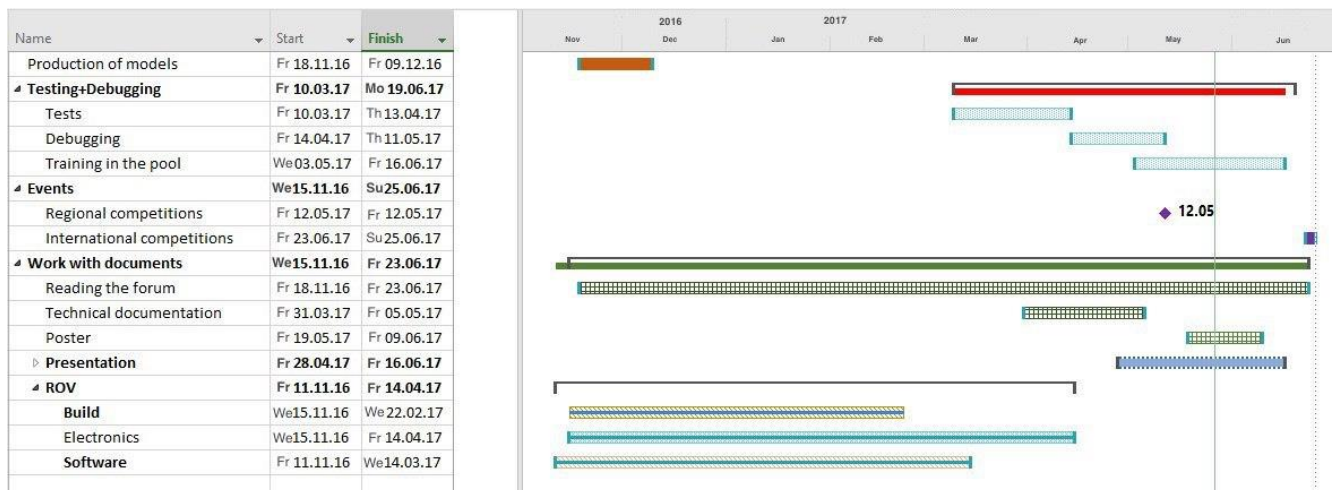 2016 2017
Name Start Finish Nov Dec Jan Feb Mar Apr May Jun
Production of models Fr 18.11.16 Fr 09.12.16
Testing+Debugging Fr 10.03.17 Mo 19.06.17
Tests Fr 10.03.17 Th 13.04.17
Debugging Fr 14.04.17 Th 11.05.17
Training in the pool We 03.05.17 Fr 16.06.17
Events We 15.11.16 Su 25.06.17
Regional competitions Fr 12.05.17 Fr 12.05.17 12.05
International competitions Fr 23.06.17 Su 25.06.17
Work with documents We 15.11.16 Fr 23.06.17
Reading the forum Fr 18.11.16 Fr 23.06.17
Technical documentation Fr 31.03.17 Fr 05.05.17
Poster Fr 19.05.17 Fr 09.06.17
Presentation Fr 28.04.17 Fr 16.06.17
ROV Fr 11.11.16 Fr 14.04.17
Build We 15.11.16 We 22.02.17
Electronics We 15.11.16 Fr 14.04.17
Software Fr 11.11.16 We 14.03.17